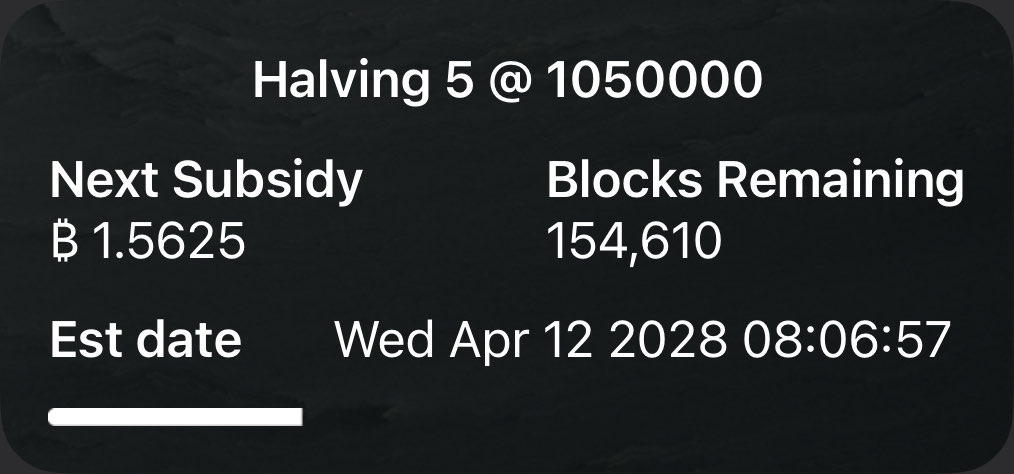 Halving 5 @ 1050000
Next Subsidy
₿ 1.5625
Blocks Remaining
154,610
Est date
Wed Apr 12 2028 08:06:57